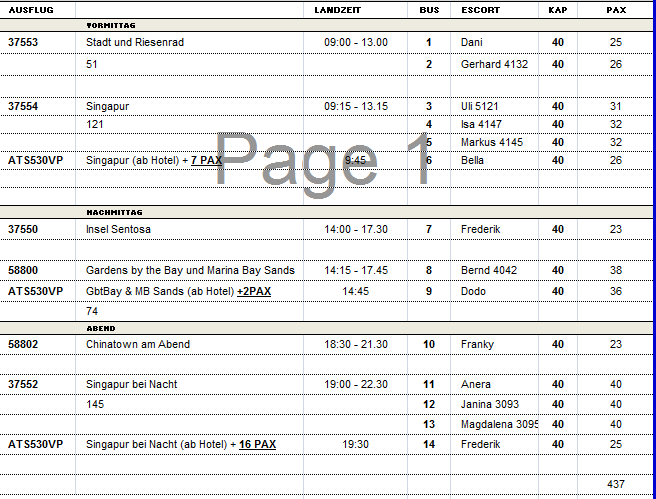 AUSFLUG LANDZEIT BUS ESCORT KAP PAX
VORMITTAG
37553 Stadt und Riesenrad 09:00 - 13.00 1 Dani 40 25
51 2 Gerhard 4132 40 26
37554 Singapur 09:15 - 13.15 3 Uli 5121 40 31
121 4 Isa 4147 40 32
5 Markus 4145 40 32
ATS530VP Singapur (ab Hotel) + 7 PAX 9:45 6 Bella 40 26
Page 1
NACHMITTAG
37550 Insel Sentosa 14:00 - 17.30 7 Frederik 40 23
58800 Gardens by the Bay und Marina Bay Sands 14:15 - 17.45 8 Bernd 4042 40 38
ATS530VP GbtBay & MB Sands (ab Hotel) +2PAX 14:45 9 Dodo 40 36
74
ABEND
58802 Chinatown am Abend 18:30 - 21.30 10 Franky 40 23
37552 Singapur bei Nacht 19:00 - 22.30 11 Anera 40 40
145 12 Janina 3093 40 40
13 Magdalena 3095 40 40
ATS530VP Singapur bei Nacht (ab Hotel) + 16 PAX 19:30 14 Frederik 40 25
437